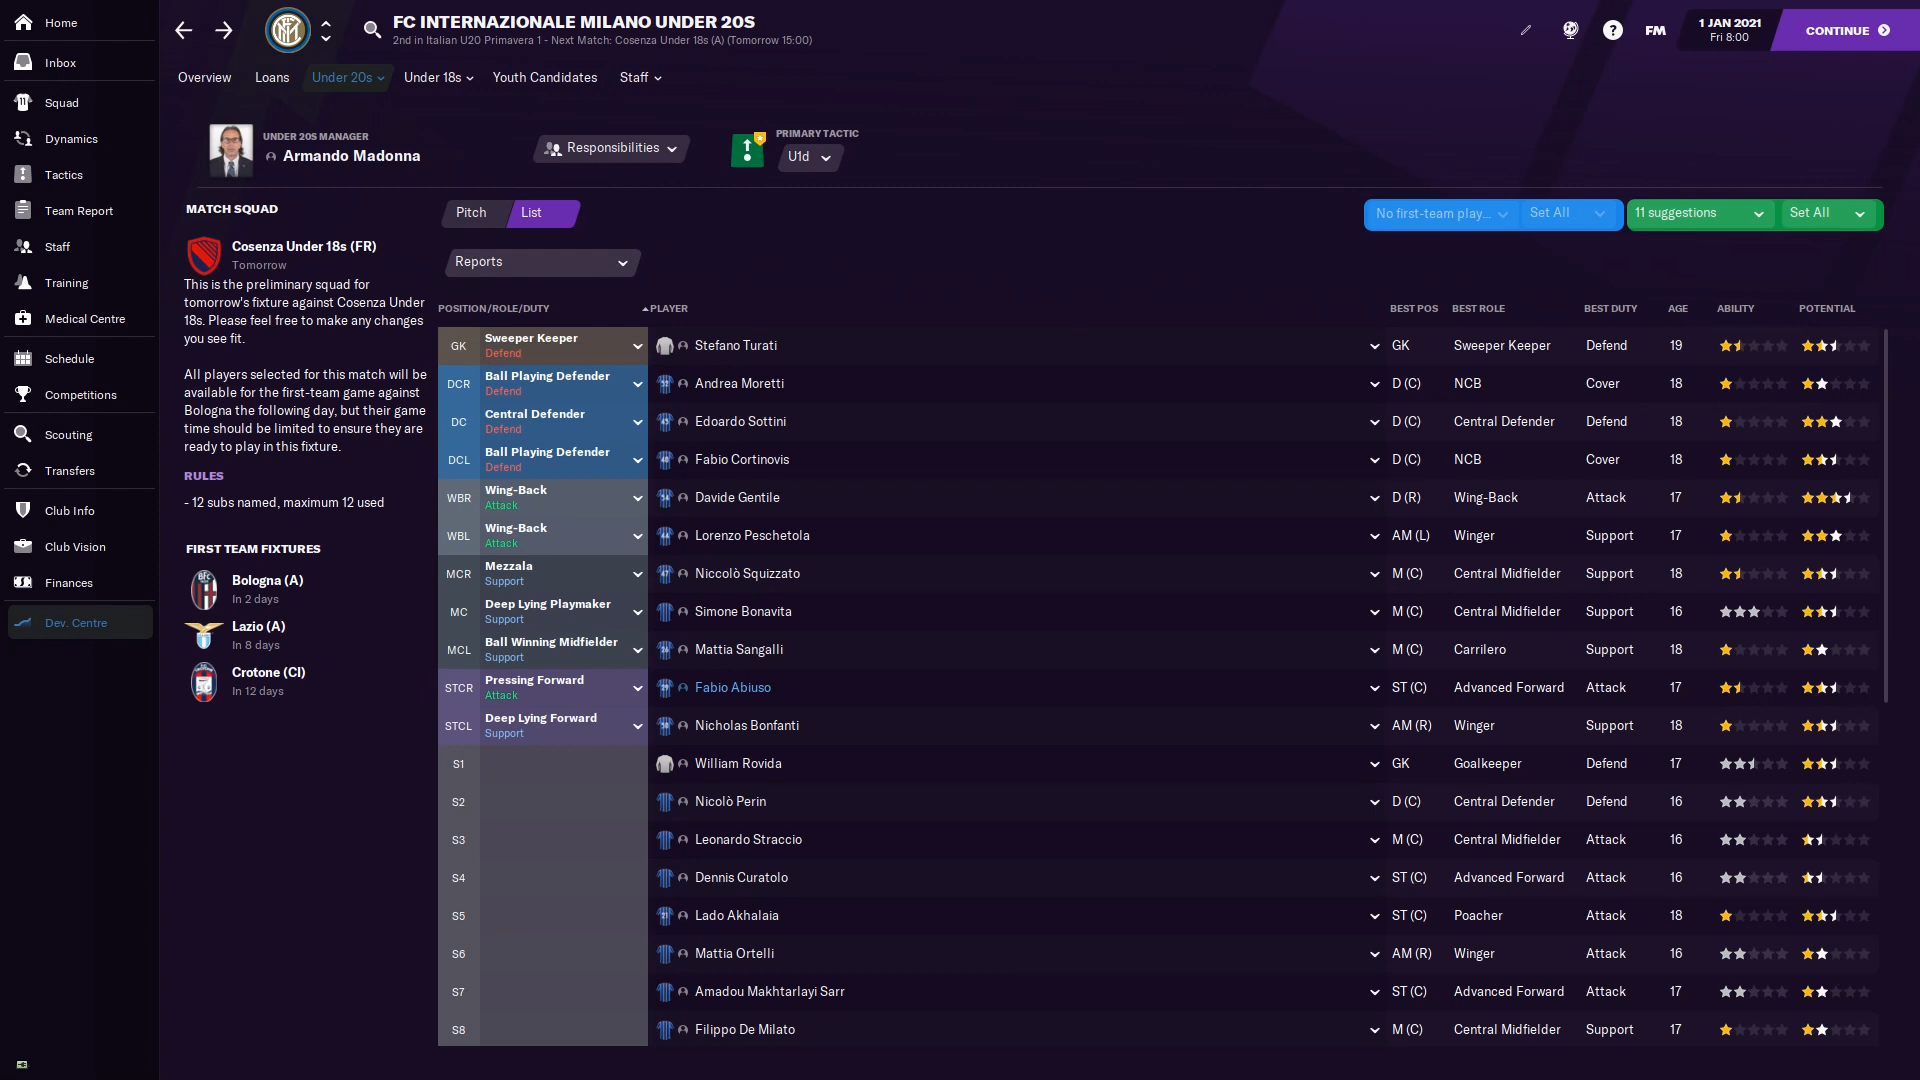 Home
Inbox
Squad
Dynamics
Tactics
Team Report
Staff
Training
Medical Centre
Schedule
Competitions
Scouting
Transfers
Club Info
Club Vision
Finances
Dev. Centre
FC INTERNAZIONALE MILANO UNDER 20S
2nd in Italian U20 Primavera 1 - Next Match: Cosenza Under 18s (A) (Tomorrow 15:00)
FM
1 JAN 2021
Fri 8:00
CONTINUE
Overview Loans Under 20s Under 18s Youth Candidates Staff
UNDER 20S MANAGER
Armando Madonna
Responsibilities
PRIMARY TACTIC
U1d
MATCH SQUAD
Cosenza Under 18s (FR)
Tomorrow
This is the preliminary squad for
tomorrow's fixture against Cosenza Under
18s. Please feel free to make any changes
you see fit.
All players selected for this match will be
available for the first-team game against
Bologna the following day, but their game
time should be limited to ensure they are
ready to play in this fixture.
RULES
- 12 subs named, maximum 12 used
FIRST TEAM FIXTURES
Bologna (A)
In 2 days
Lazio (A)
In 8 days
Crotone (CI)
In 12 days
Pitch List
No first-team play... Set All 11 suggestions Set All
Reports
POSITION/ROLE/DUTY PLAYER BEST POS BEST ROLE BEST DUTY AGE ABILITY POTENTIAL
GK Sweeper Keeper Defend Stefano Turati GK Sweeper Keeper Defend 19
DCR Ball Playing Defender Defend Andrea Moretti D (C) NCB Cover 18
DC Central Defender Defend Edoardo Sottini D (C) Central Defender Defend 18
DCL Ball Playing Defender Defend Fabio Cortinovis D (C) NCB Cover 18
WBR Wing-Back Attack Davide Gentile D (R) Wing-Back Attack 17
WBL Wing-Back Attack Lorenzo Peschetola AM (L) Winger Support 17
MCR Mezzala Support Niccolò Squizzato M (C) Central Midfielder Support 18
MC Deep Lying Playmaker Support Simone Bonavita M (C) Central Midfielder Support 16
MCL Ball Winning Midfielder Support Mattia Sangalli M (C) Carrilero Support 18
STCR Pressing Forward Attack Fabio Abiuso ST (C) Advanced Forward Attack 17
STCL Deep Lying Forward Support Nicholas Bonfanti AM (R) Winger Support 18
S1 William Rovida GK Goalkeeper Defend 17
S2 Nicolò Perin D (C) Central Defender Defend 16
S3 Leonardo Straccio M (C) Central Midfielder Attack 16
S4 Dennis Curatolo ST (C) Advanced Forward Attack 16
S5 Lado Akhalaia ST (C) Poacher Attack 18
S6 Mattia Ortelli AM (R) Winger Attack 16
S7 Amadou Makhtarlayi Sarr ST (C) Advanced Forward Attack 17
S8 Filippo De Milato M (C) Central Midfielder Support 17